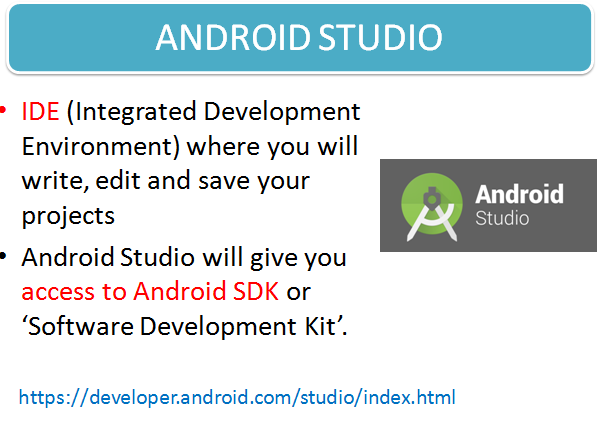 ANDROID STUDIO
• IDE (Integrated Development
Environment) where you will
write, edit and save your
projects
Android
Studio
• Android Studio will give you
access to Android SDK or
‘Software Development Kit’.
https://developer.android.com/studio/index.html